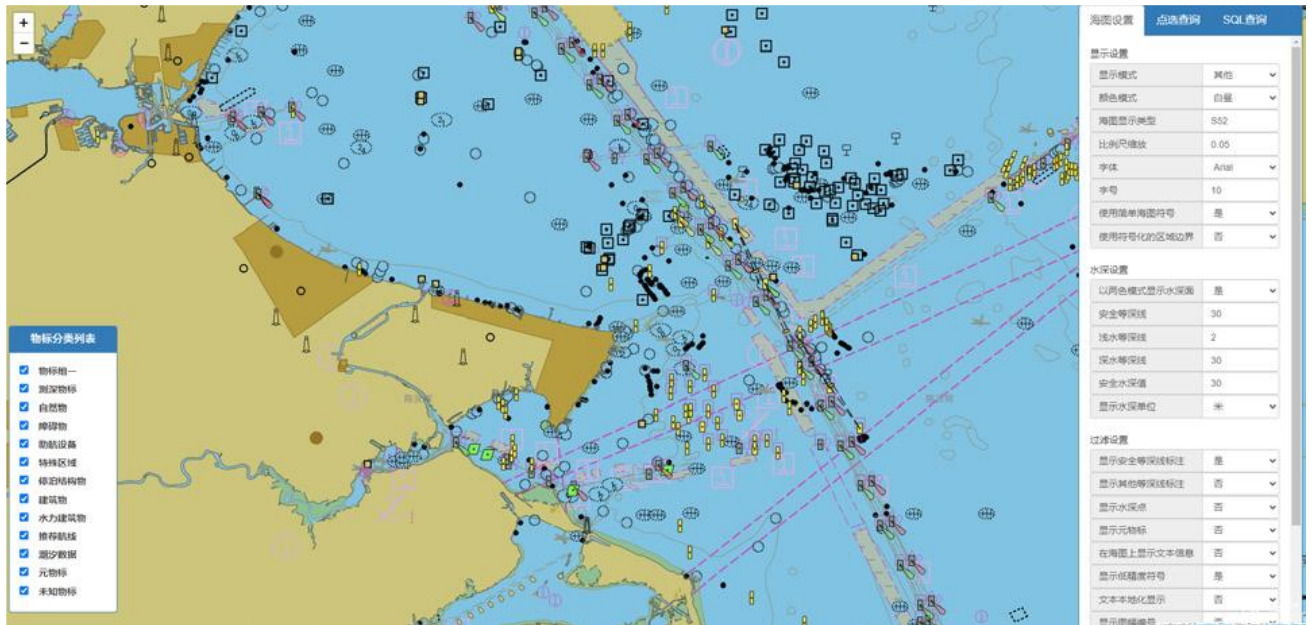 +
−
海图设置 点选查询 SQL查询
显示设置
显示模式 其他
颜色模式 白昼
海图显示类型 S52
比例尺缩放 0.05
字体 Arial
字号 10
使用简单海图符号 是
使用符号化的区域边界 否
水深设置
以两色模式显示水深面 是
安全等深线 30
浅水等深线 2
深水等深线 30
安全水深值 30
显示水深单位 米
过滤设置
显示安全等深线标注 是
显示其他等深线标注 否
显示水深点 否
显示元物标 否
在海图上显示文本信息 否
显示低精度符号 是
文本本地化显示 否
显示图幅编号 否
物标分类列表
物标组一
测深物标
自然物
障碍物
助航设备
特殊区域
停泊结构物
建筑物
水力建筑物
推荐航线
潮汐数据
元物标
未知物标